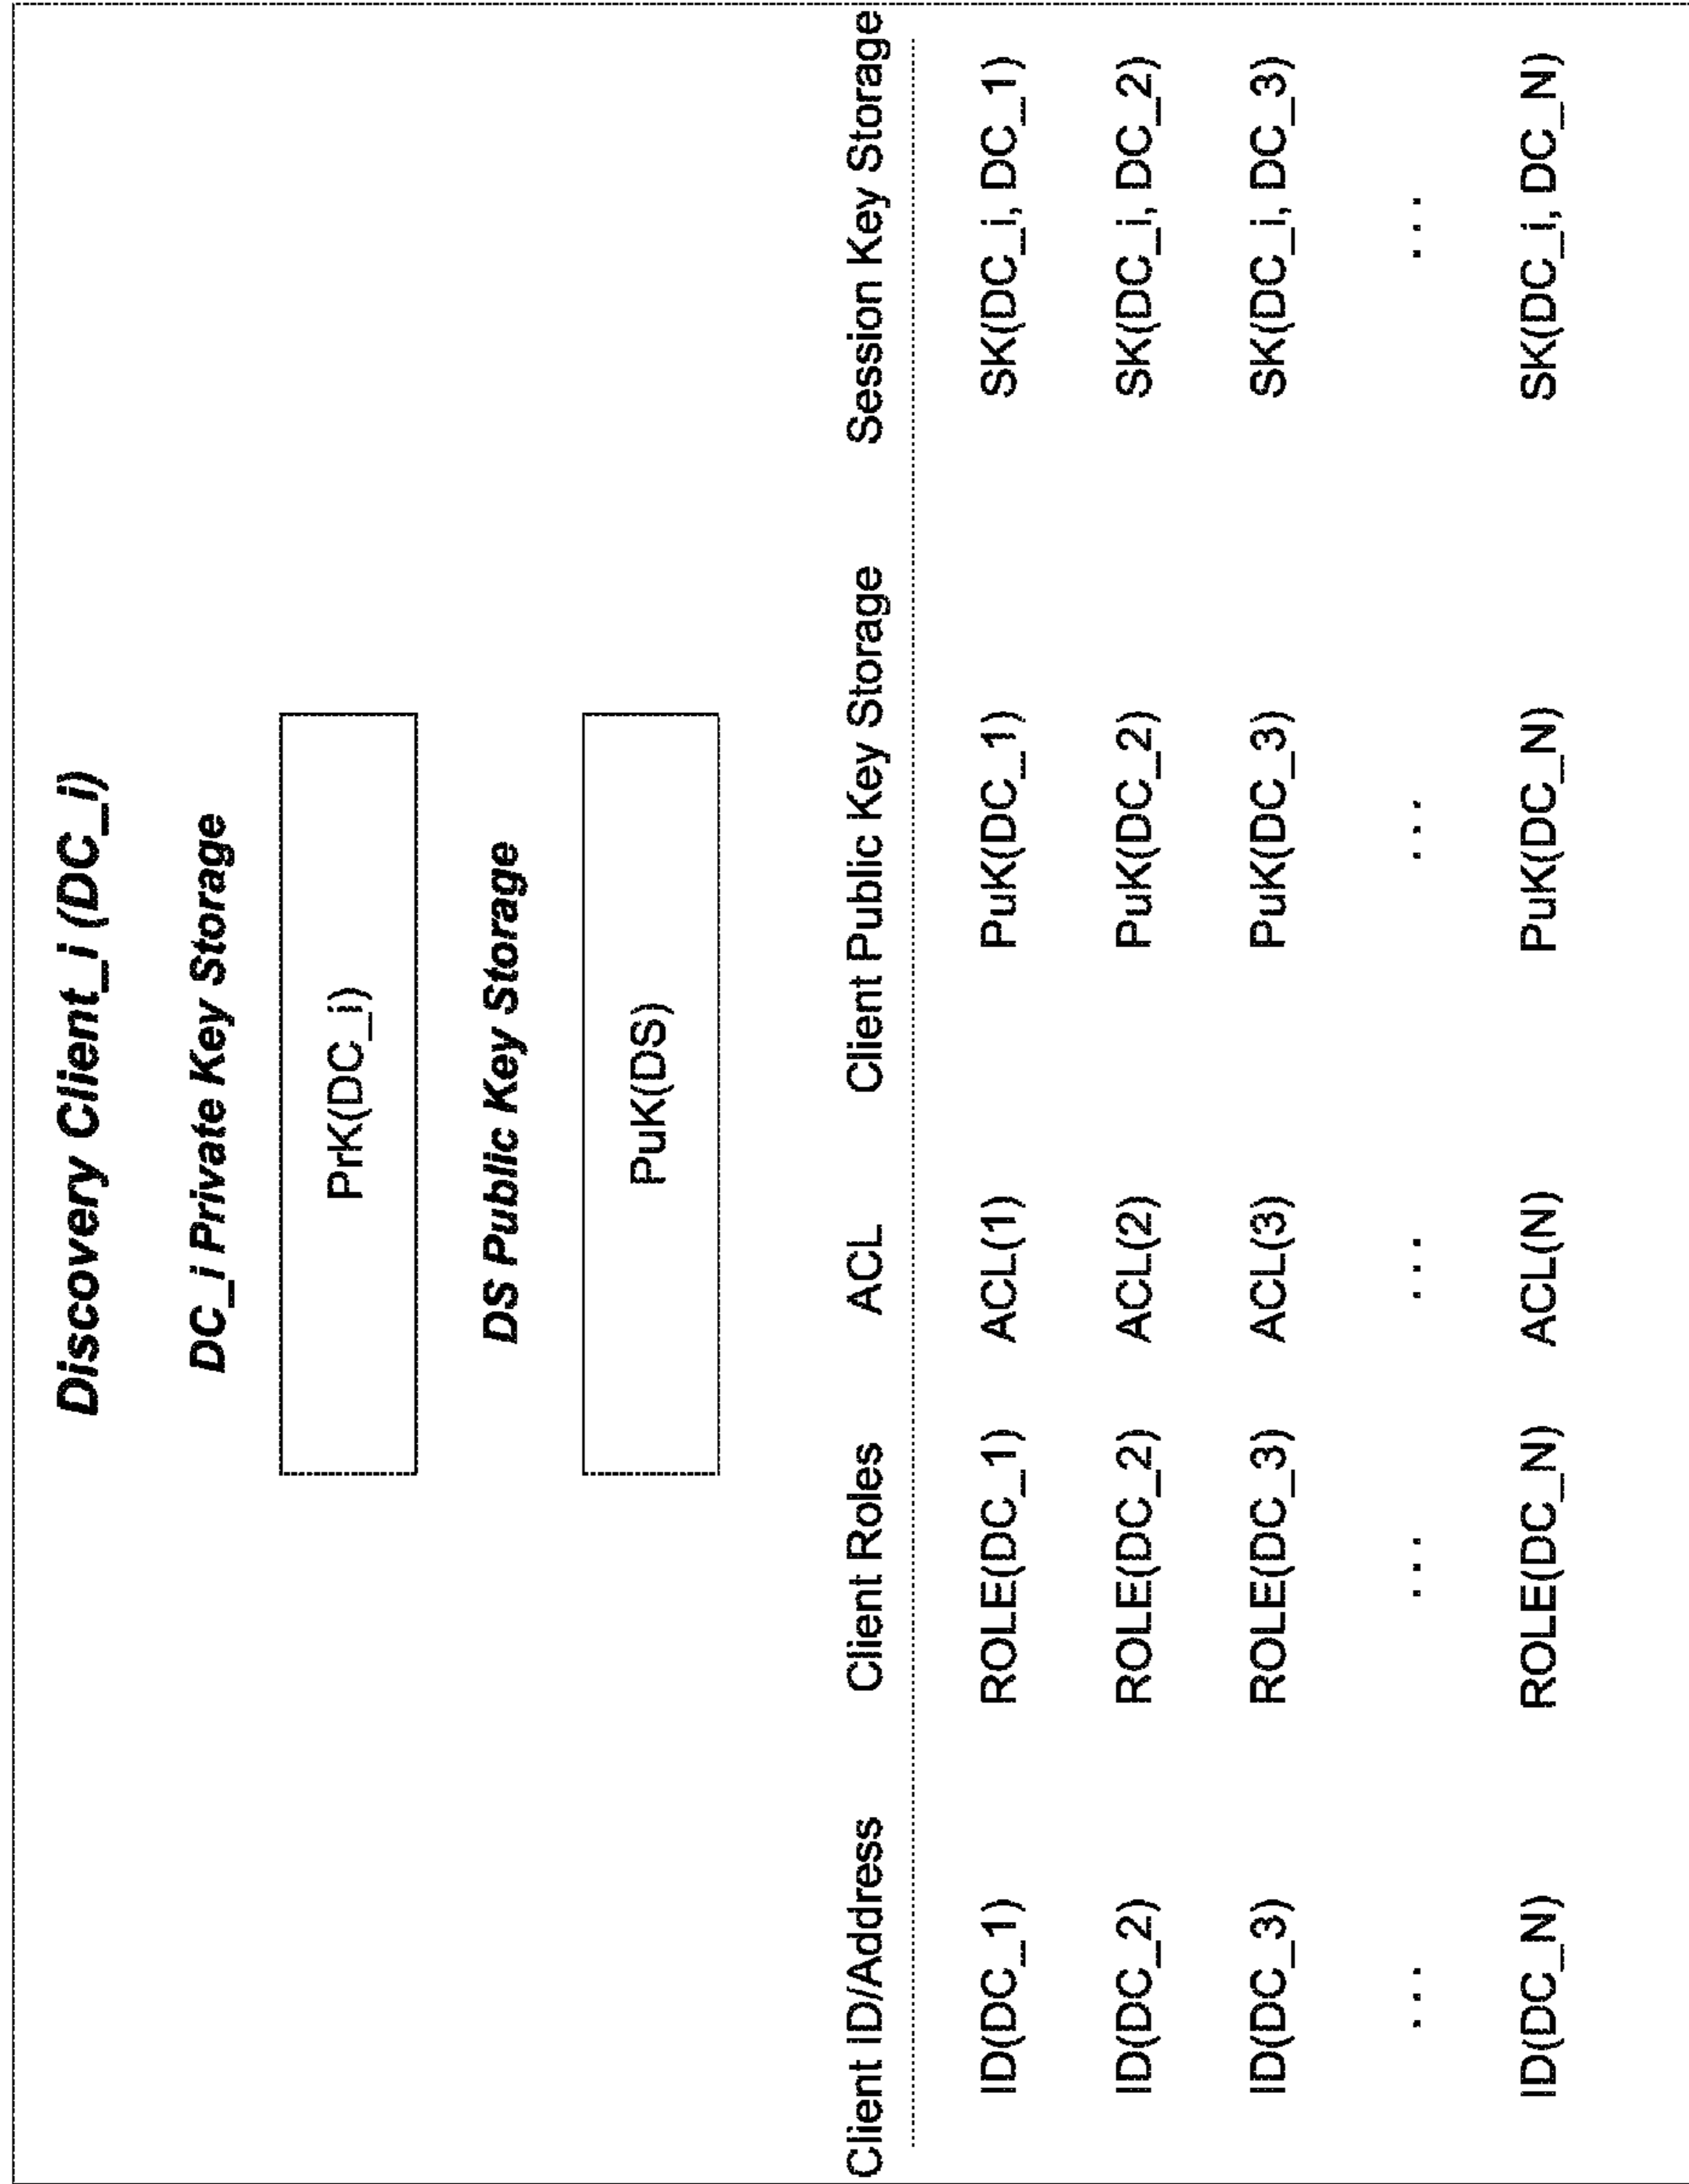 Discovery Client_i (DC_i)
DC_i Private Key Storage
PrK(DC_i)
DS Public Key Storage
PuK(DS)
Client ID/Address Client Roles ACL Client Public Key Storage Session Key Storage
ID(DC_1) ROLE(DC_1) ACL(1) PuK(DC_1) SK(DC_i, DC_1)
ID(DC_2) ROLE(DC_2) ACL(2) PuK(DC_2) SK(DC_i, DC_2)
ID(DC_3) ROLE(DC_3) ACL(3) PuK(DC_3) SK(DC_i, DC_3)
... ... ... ... ...
ID(DC_N) ROLE(DC_N) ACL(N) PuK(DC_N) SK(DC_i, DC_N)